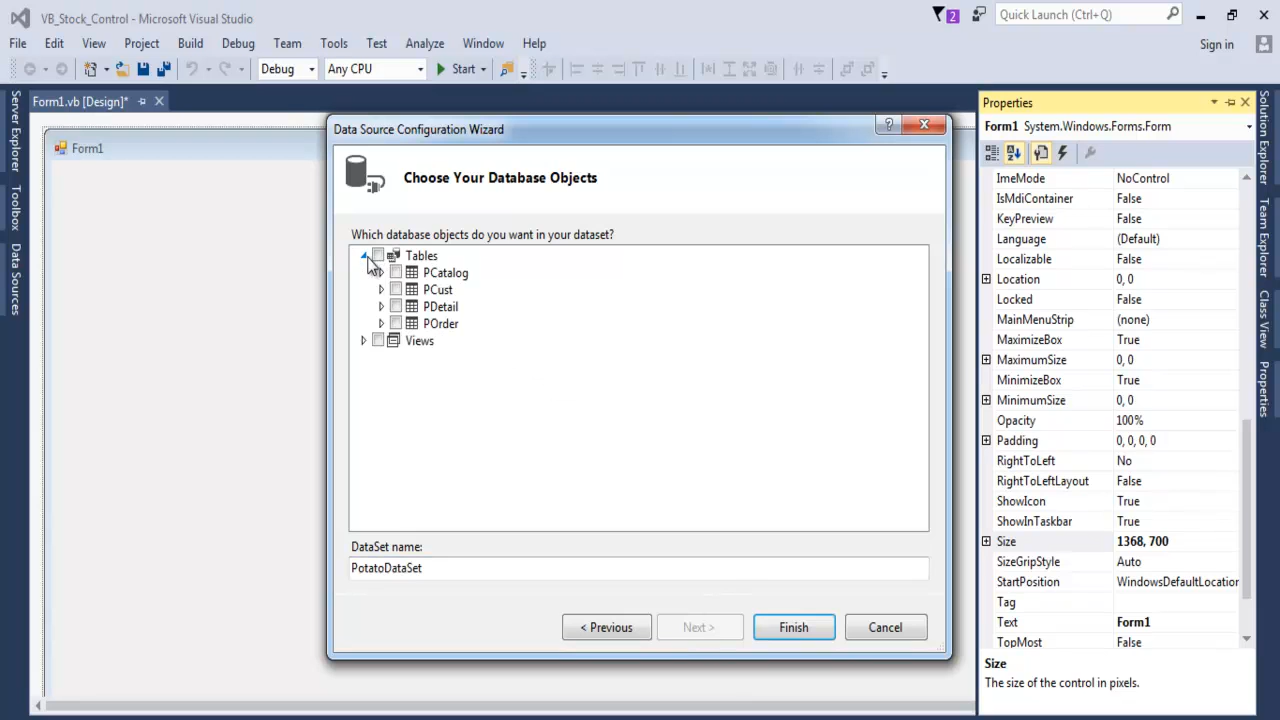 VB_Stock_Control - Microsoft Visual Studio
2
Quick Launch (Ctrl+Q)
File Edit View Project Build Debug Team Tools Test Analyze Window Help
Sign in
Debug Any CPU Start
Form1.vb [Design]*
Server Explorer
Toolbox
Data Sources
Form1
Data Source Configuration Wizard
?
Choose Your Database Objects
Which database objects do you want in your dataset?
Tables
PCatalog
PCust
PDetail
POrder
Views
DataSet name:
PotatoDataSet
< Previous Next > Finish Cancel
Properties
Form1 System.Windows.Forms.Form
ImeMode NoControl
IsMdiContainer False
KeyPreview False
Language (Default)
Localizable False
Location 0, 0
Locked False
MainMenuStrip (none)
MaximizeBox True
MaximumSize 0, 0
MinimizeBox True
MinimumSize 0, 0
Opacity 100%
Padding 0, 0, 0, 0
RightToLeft No
RightToLeftLayout False
ShowIcon True
ShowInTaskbar True
Size 1368, 700
SizeGripStyle Auto
StartPosition WindowsDefaultLocation
Tag
Text Form1
TopMost False
Size
The size of the control in pixels.
Solution Explorer
Team Explorer
Class View
Properties